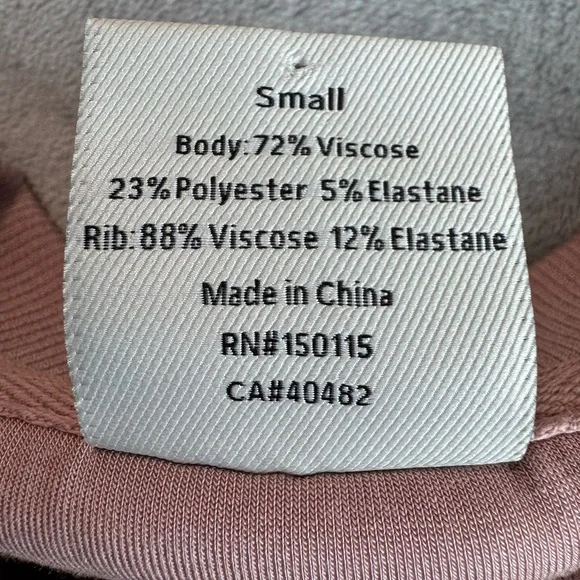 Small
Body:72% Viscose
23% Polyester 5% Elastane
Rib:88% Viscose 12% Elastane
Made in China
RN#150115
CA#40482